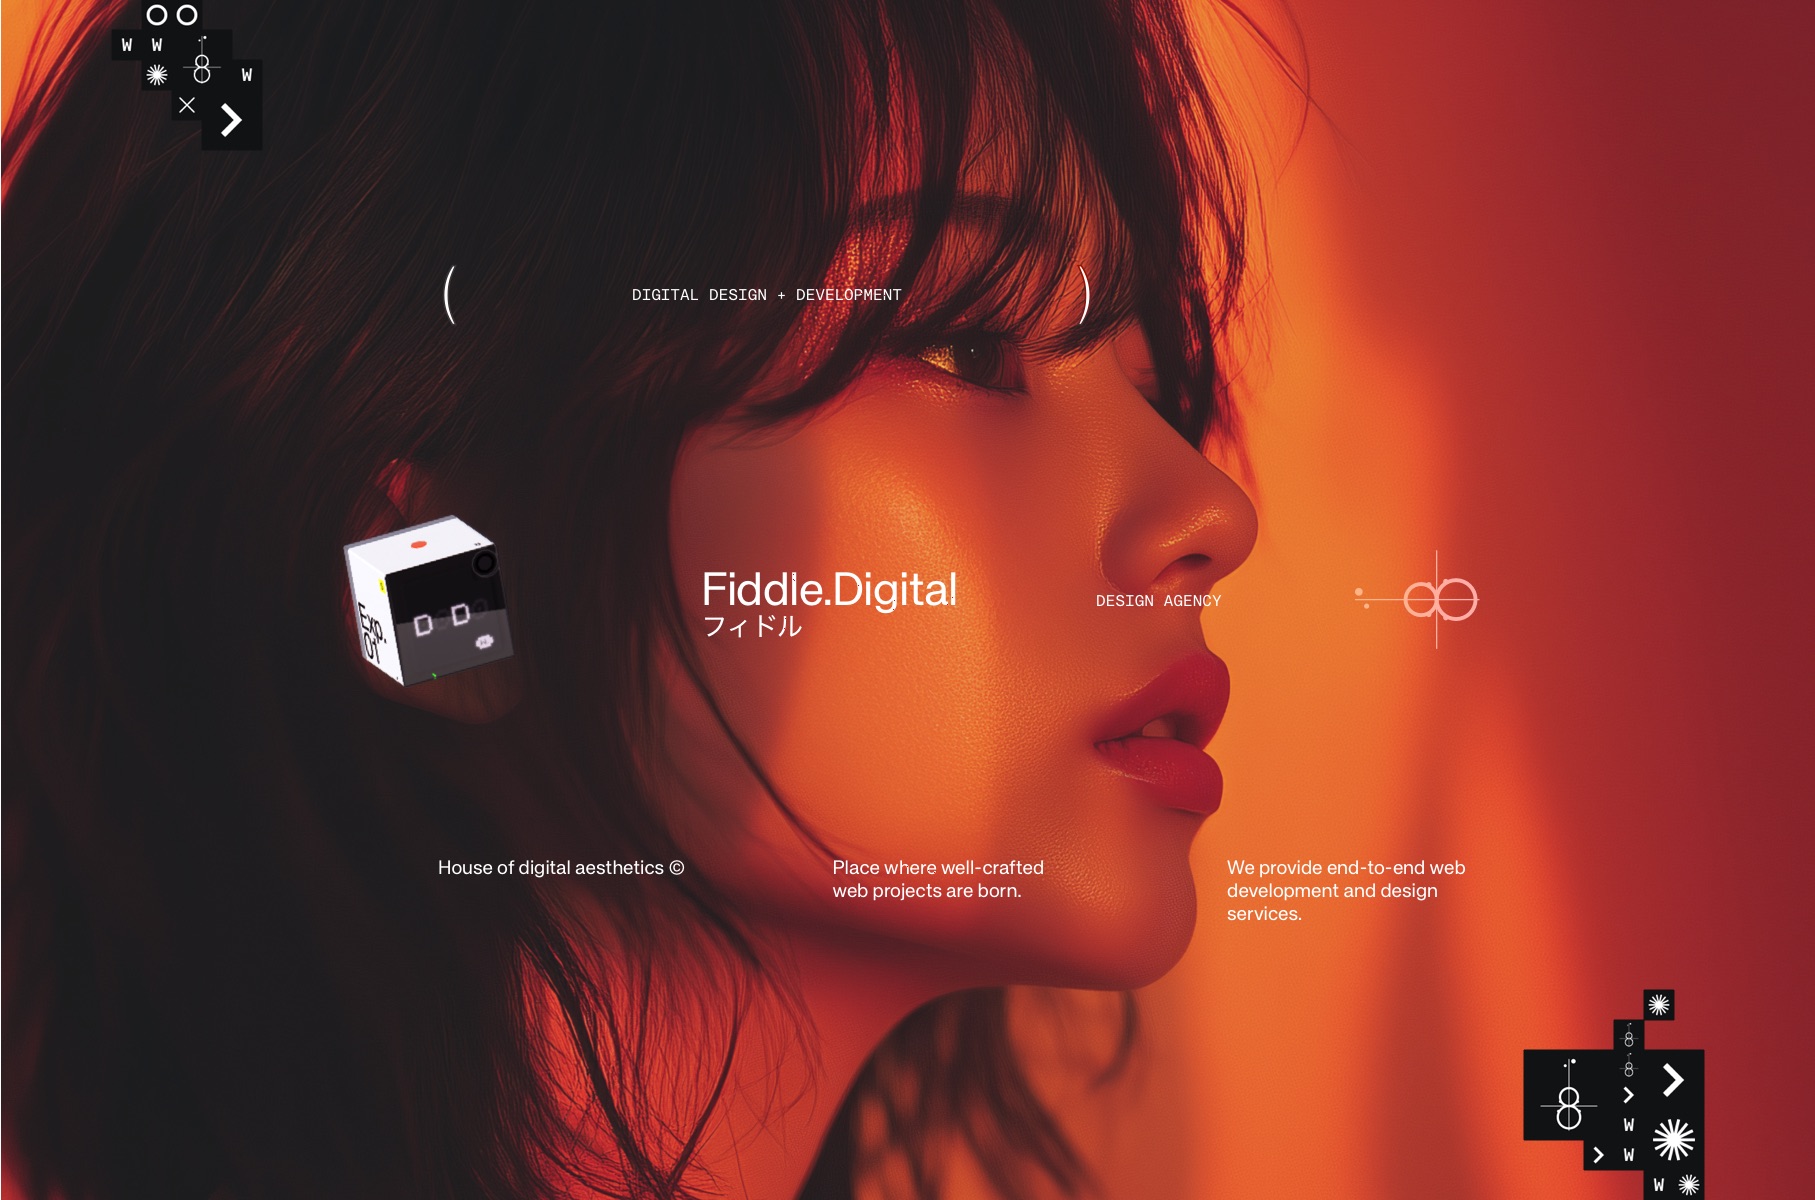 W W
W
( DIGITAL DESIGN + DEVELOPMENT )
Exp.
01
Fiddle.Digital
フィドル
DESIGN AGENCY
House of digital aesthetics ©
Place where well-crafted
web projects are born.
We provide end-to-end web
development and design
services.
W
W
W